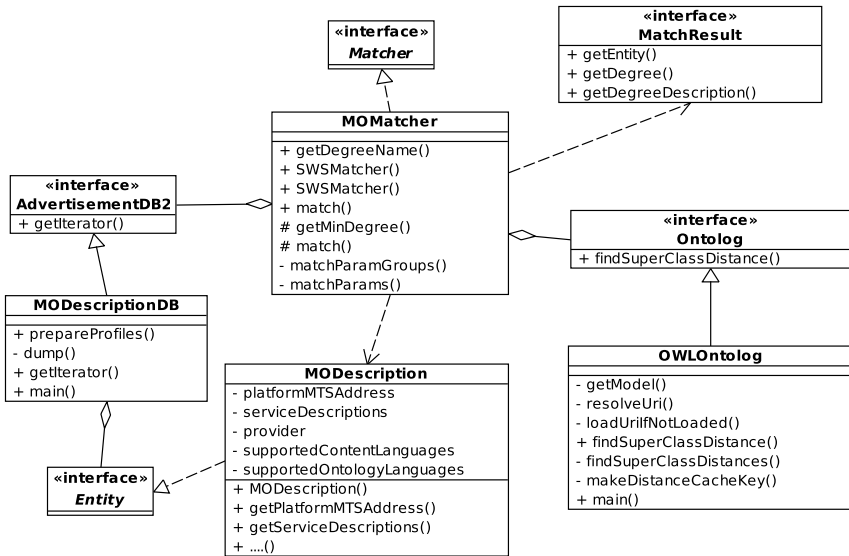 «interface»
Matcher
«interface»
MatchResult
+ getEntity()
+ getDegree()
+ getDegreeDescription()
MOMatcher
+ getDegreeName()
+ SWSMatcher()
+ SWSMatcher()
+ match()
# getMinDegree()
# match()
- matchParamGroups()
- matchParams()
«interface»
AdvertisementDB2
+ getIterator()
«interface»
Ontolog
+ findSuperClassDistance()
MODescriptionDB
+ prepareProfiles()
- dump()
+ getIterator()
+ main()
OWLOntolog
- getModel()
- resolveUri()
- loadUriIfNotLoaded()
+ findSuperClassDistance()
- findSuperClassDistances()
- makeDistanceCacheKey()
+ main()
MODescription
- platformMTSAddress
- serviceDescriptions
- provider
- supportedContentLanguages
- supportedOntologyLanguages
+ MODescription()
+ getPlatformMTSAddress()
+ getServiceDescriptions()
+ ....()
«interface»
Entity